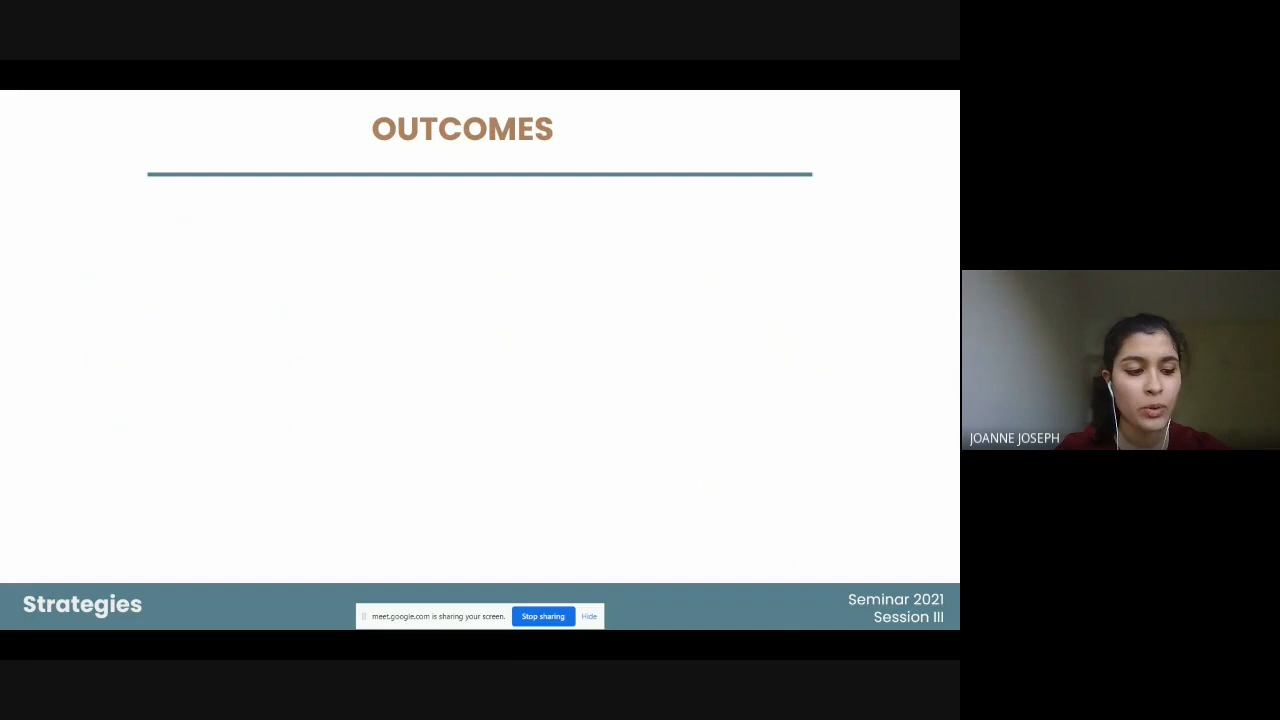 OUTCOMES
JOANNE JOSEPH
Strategies
meet.google.com is sharing your screen. Stop sharing Hide
Seminar 2021
Session III